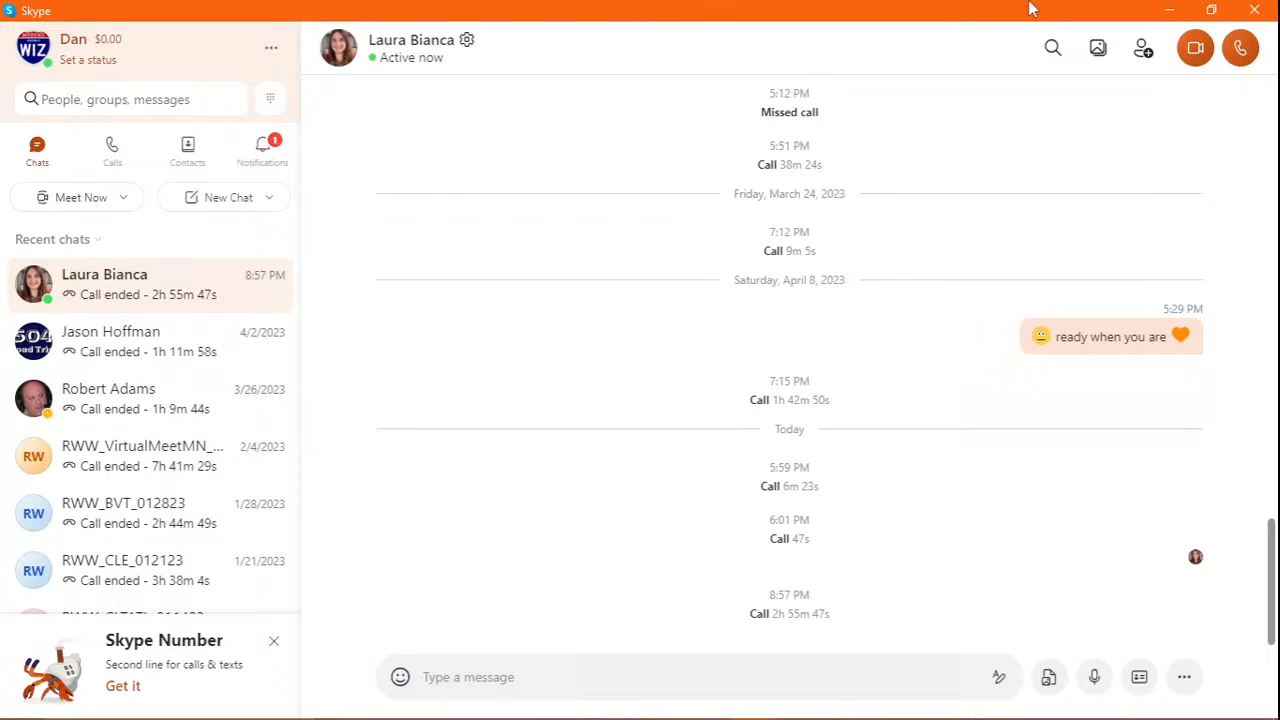 Skype
WIZ
Dan $0.00
Set a status
People, groups, messages
Chats
Calls
Contacts
1
Notifications
Meet Now
New Chat
Recent chats
Laura Bianca 8:57 PM
Call ended - 2h 55m 47s
Jason Hoffman 4/2/2023
Call ended - 1h 11m 58s
Robert Adams 3/26/2023
Call ended - 1h 9m 44s
RW RWW_VirtualMeetMN_... 2/4/2023
Call ended - 7h 41m 29s
RW RWW_BVT_012823 1/28/2023
Call ended - 2h 44m 49s
RW RWW_CLE_012123 1/21/2023
Call ended - 3h 38m 4s
Skype Number
Second line for calls & texts
Get it
Laura Bianca
Active now
5:12 PM
Missed call
5:51 PM
Call 38m 24s
Friday, March 24, 2023
7:12 PM
Call 9m 5s
Saturday, April 8, 2023
5:29 PM
😐 ready when you are 🧡
7:15 PM
Call 1h 42m 50s
Today
5:59 PM
Call 6m 23s
6:01 PM
Call 47s
8:57 PM
Call 2h 55m 47s
Type a message